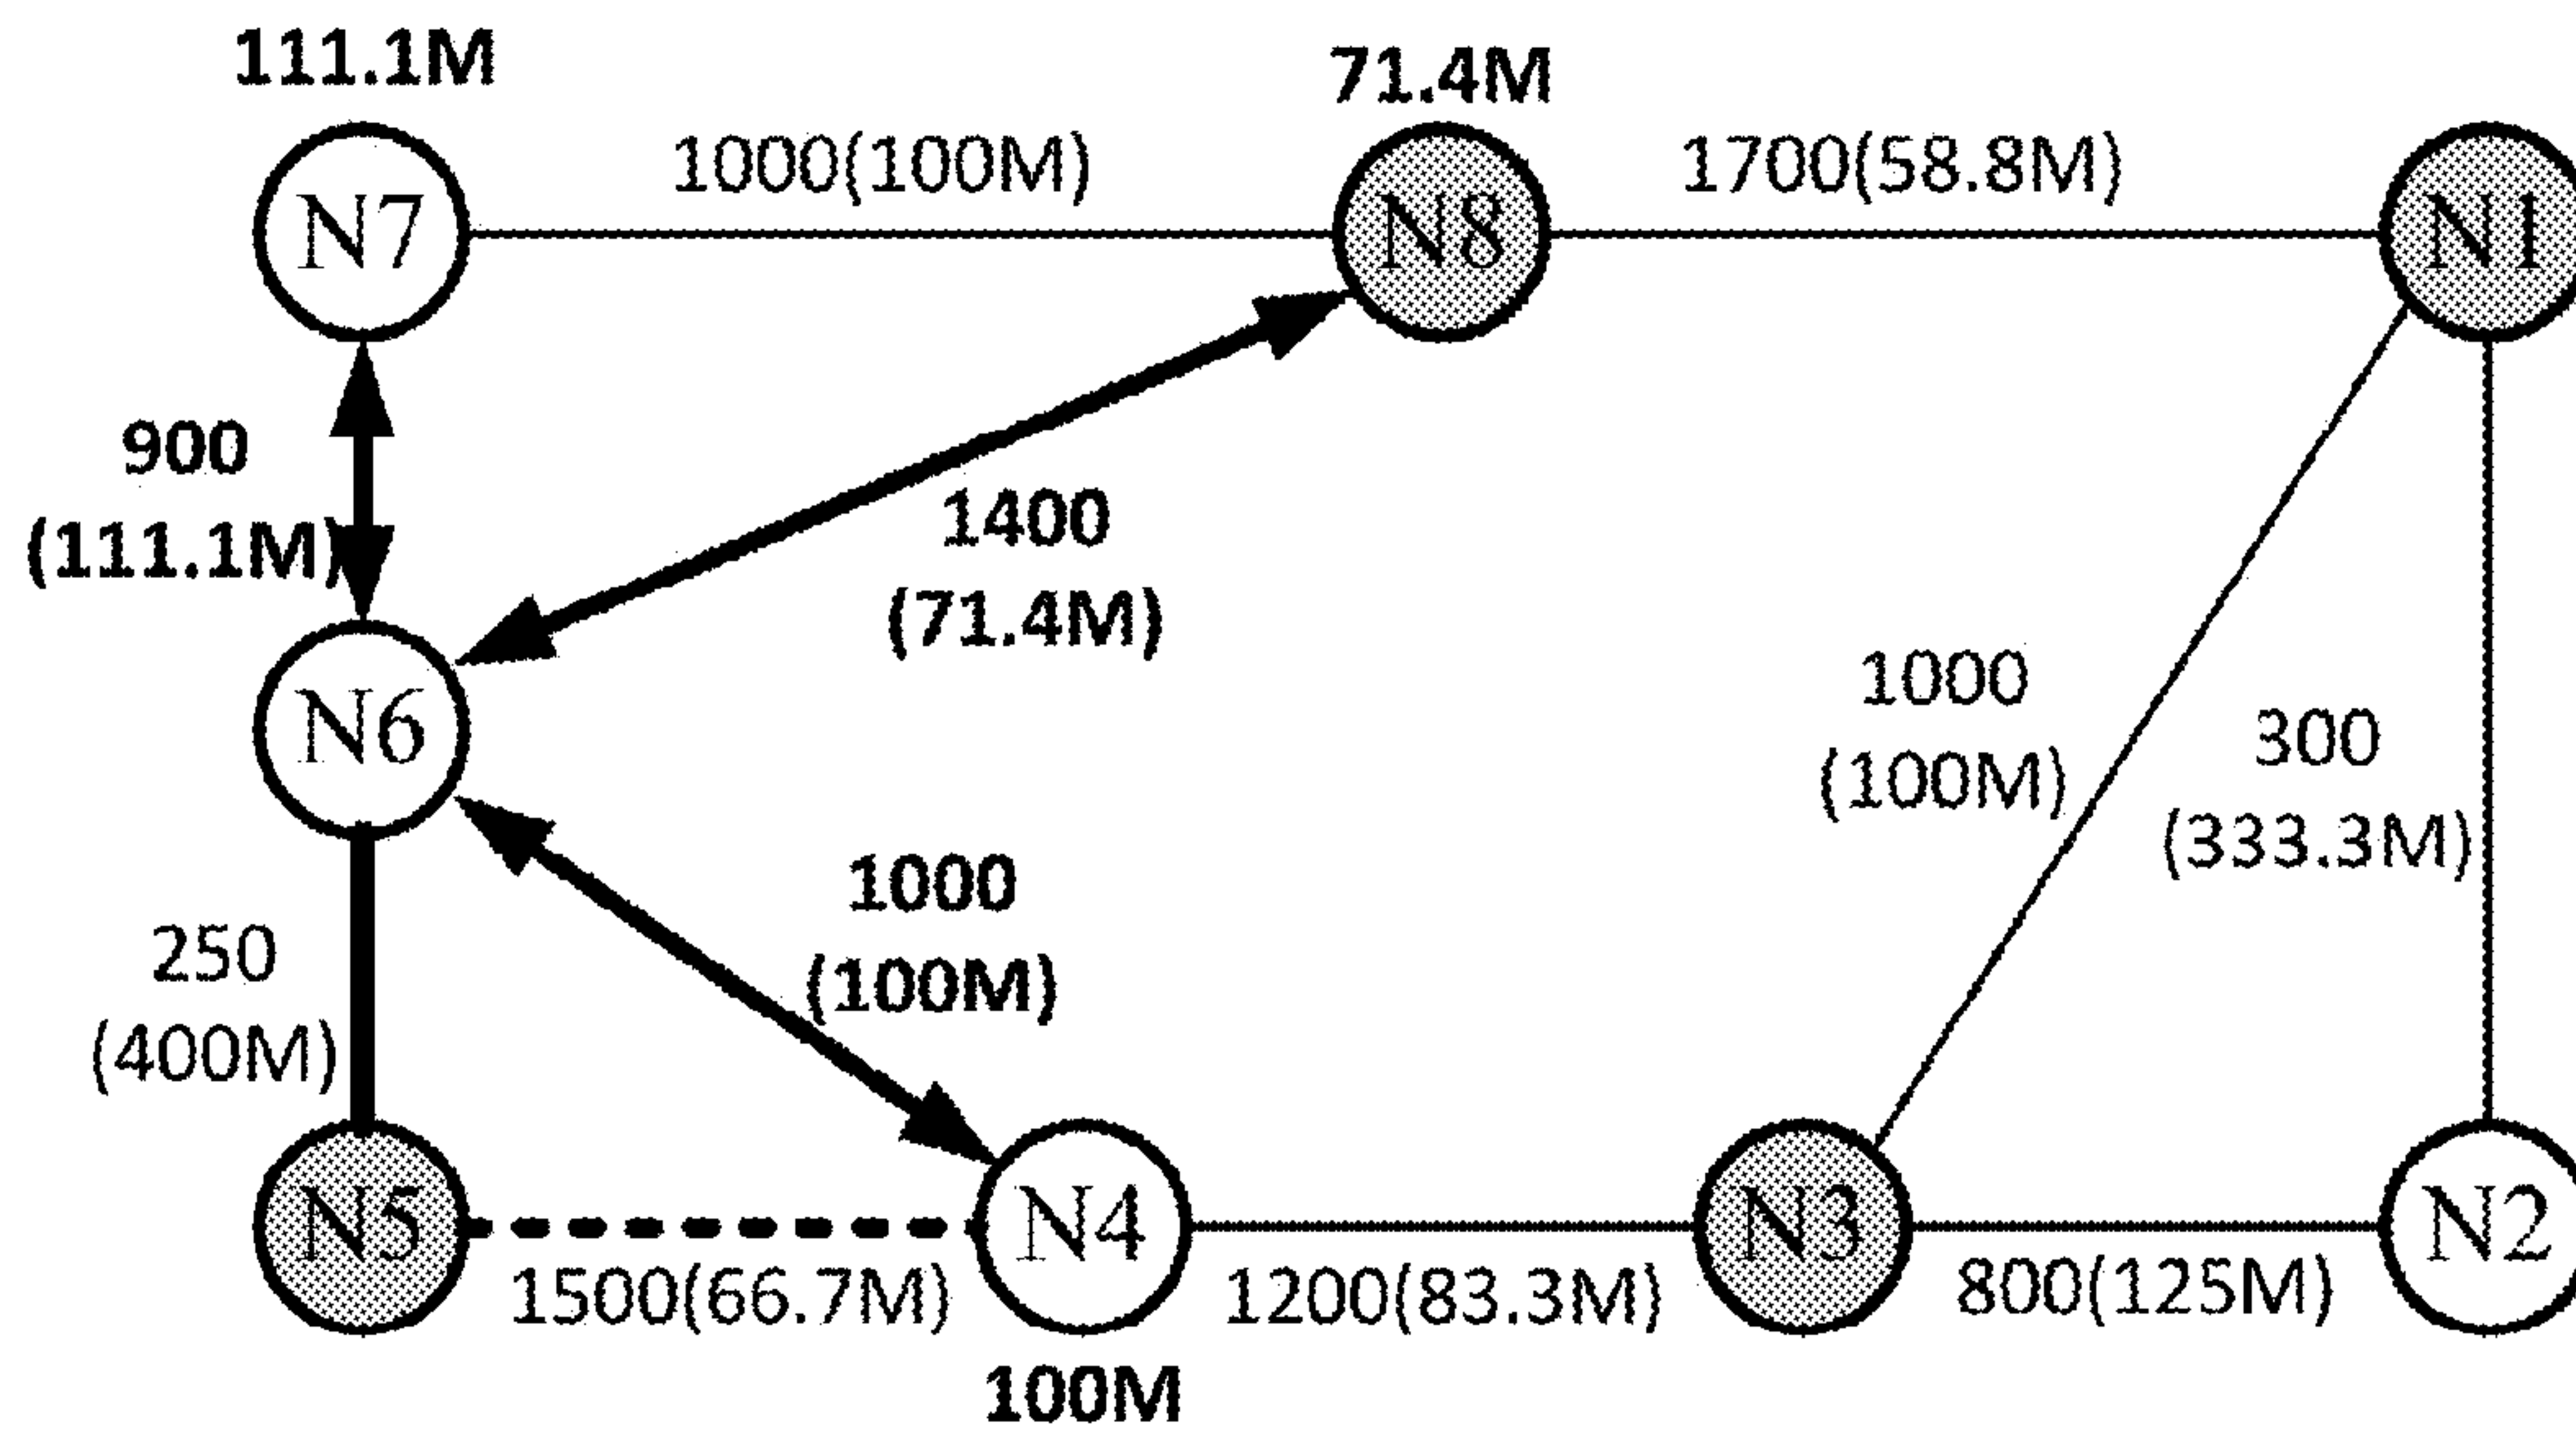 111.1M
71.4M
1000(100M)
1700(58.8M)
N7
N8
N1
900
(111.1M)
1400
(71.4M)
1000
(100M)
300
(333.3M)
N6
1000
(100M)
250
(400M)
N5
N4
N3
N2
1500(66.7M)
1200(83.3M)
800(125M)
100M